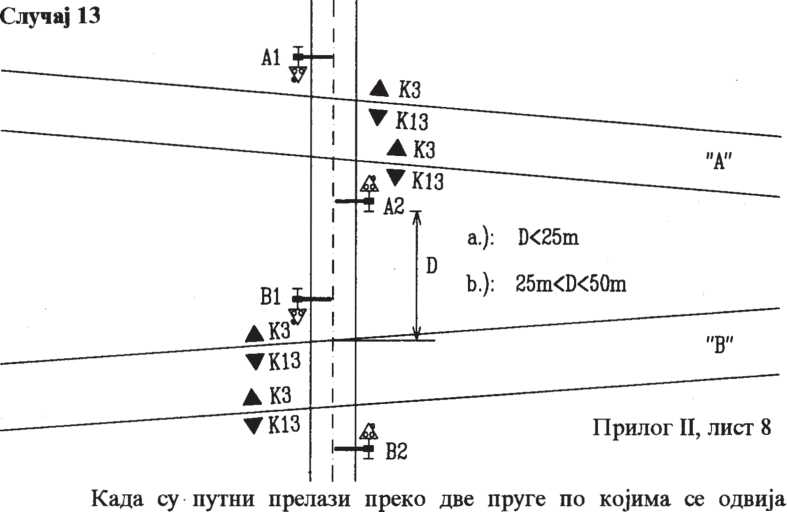 Случај 13
A1
K3
K13
K3
"A"
K13
A2
a.): D<25m
D
b.): 25m<D<50m
B1
K3
"B"
K13
K3
K13
Прилог II, лист 8
B2
Када су путни прелази преко две пруге по којима се одвија